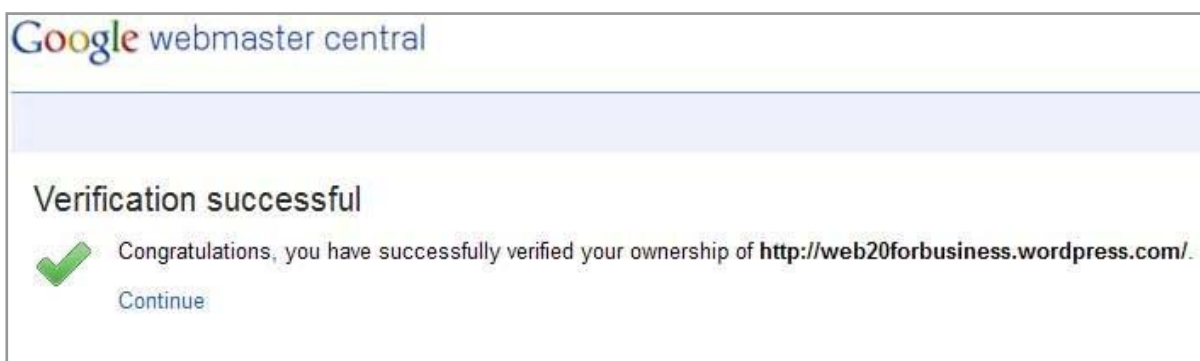 Google webmaster central
Verification successful
Congratulations, you have successfully verified your ownership of http://web20forbusiness.wordpress.com/.
Continue